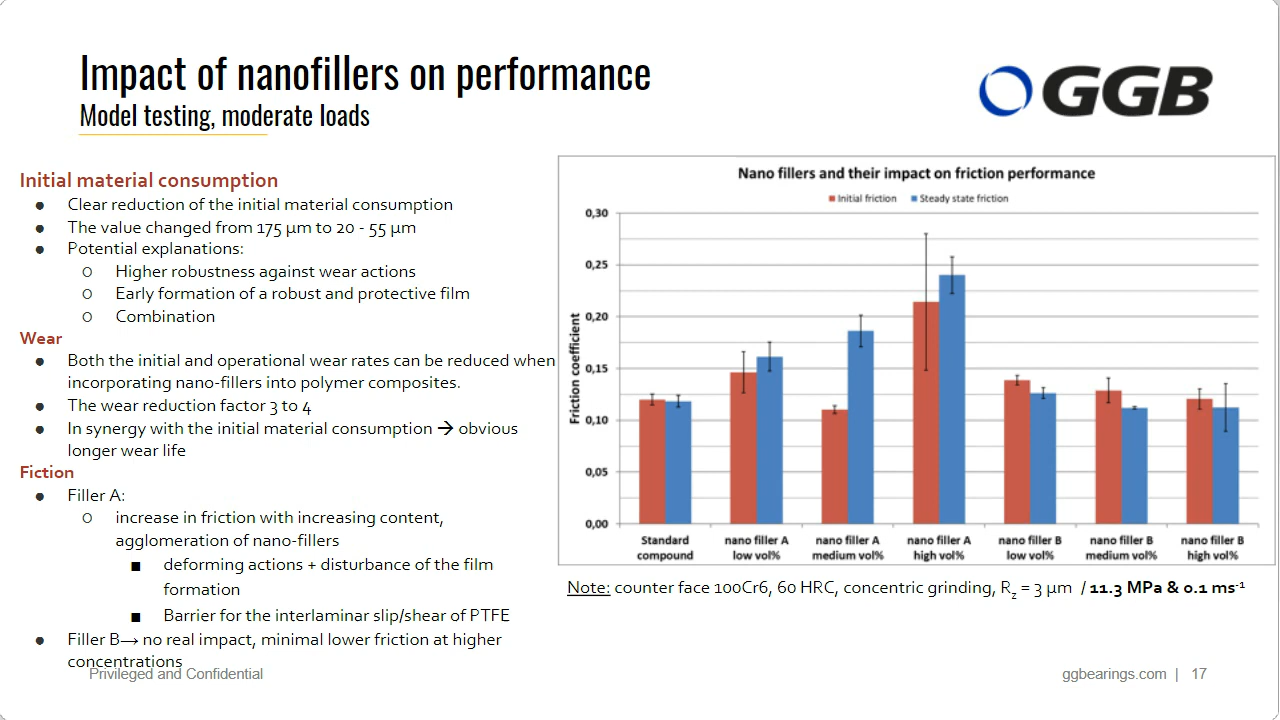 Impact of nanofillers on performance
Model testing, moderate loads
GGB
Initial material consumption
● Clear reduction of the initial material consumption
● The value changed from 175 µm to 20 - 55 µm
● Potential explanations:
o Higher robustness against wear actions
o Early formation of a robust and protective film
o Combination
Wear
● Both the initial and operational wear rates can be reduced when
incorporating nano-fillers into polymer composites.
● The wear reduction factor 3 to 4
● In synergy with the initial material consumption → obvious
longer wear life
Fiction
● Filler A:
o increase in friction with increasing content,
agglomeration of nano-fillers
■ deforming actions + disturbance of the film
formation
■ Barrier for the interlaminar slip/shear of PTFE
● Filler B→ no real impact, minimal lower friction at higher
concentrations
Nano fillers and their impact on friction performance
Initial friction Steady state friction
Friction coefficient
0,30
0,25
0,20
0,15
0,10
0,05
0,00
Standard compound
nano filler A low vol%
nano filler A medium vol%
nano filler A high vol%
nano filler B low vol%
nano filler B medium vol%
nano filler B high vol%
Note: counter face 100Cr6, 60 HRC, concentric grinding, Rz = 3 µm / 11.3 MPa & 0.1 ms-1
Privileged and Confidential
ggbearings.com | 17